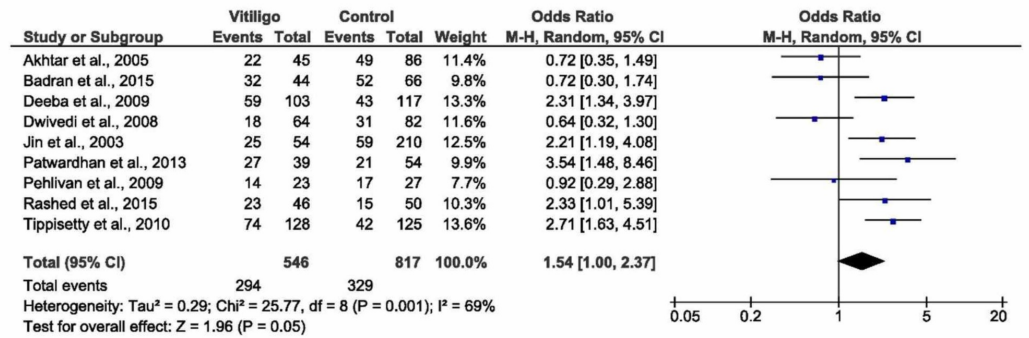 Vitiligo Control Odds Ratio Odds Ratio
Study or Subgroup Events Total Events Total Weight M-H, Random, 95% CI M-H, Random, 95% CI
Akhtar et al., 2005 22 45 49 86 11.4% 0.72 [0.35, 1.49]
Badran et al., 2015 32 44 52 66 9.8% 0.72 [0.30, 1.74]
Deeba et al., 2009 59 103 43 117 13.3% 2.31 [1.34, 3.97]
Dwivedi et al., 2008 18 64 31 82 11.6% 0.64 [0.32, 1.30]
Jin et al., 2003 25 54 59 210 12.5% 2.21 [1.19, 4.08]
Patwardhan et al., 2013 27 39 21 54 9.9% 3.54 [1.48, 8.46]
Pehlivan et al., 2009 14 23 17 27 7.7% 0.92 [0.29, 2.88]
Rashed et al., 2015 23 46 15 50 10.3% 2.33 [1.01, 5.39]
Tippisetty et al., 2010 74 128 42 125 13.6% 2.71 [1.63, 4.51]
Total (95% CI) 546 817 100.0% 1.54 [1.00, 2.37]
Total events 294 329
Heterogeneity: Tau² = 0.29; Chi² = 25.77, df = 8 (P = 0.001); I² = 69%
Test for overall effect: Z = 1.96 (P = 0.05)
0.05 0.2 1 5 20